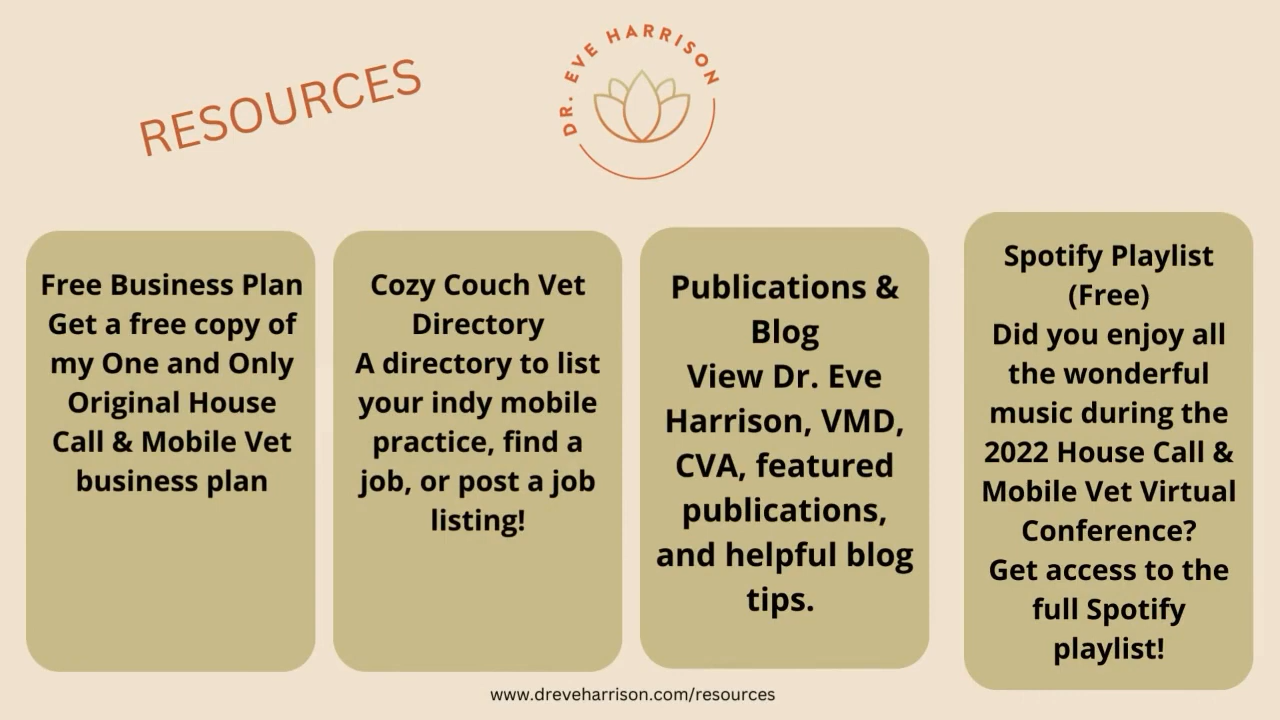 RESOURCES
DR. EVE HARRISON
Free Business Plan
Get a free copy of
my One and Only
Original House
Call & Mobile Vet
business plan
Cozy Couch Vet
Directory
A directory to list
your indy mobile
practice, find a
job, or post a job
listing!
Publications &
Blog
View Dr. Eve
Harrison, VMD,
CVA, featured
publications,
and helpful blog
tips.
Spotify Playlist
(Free)
Did you enjoy all
the wonderful
music during the
2022 House Call &
Mobile Vet Virtual
Conference?
Get access to the
full Spotify
playlist!
www.dreveharrison.com/resources